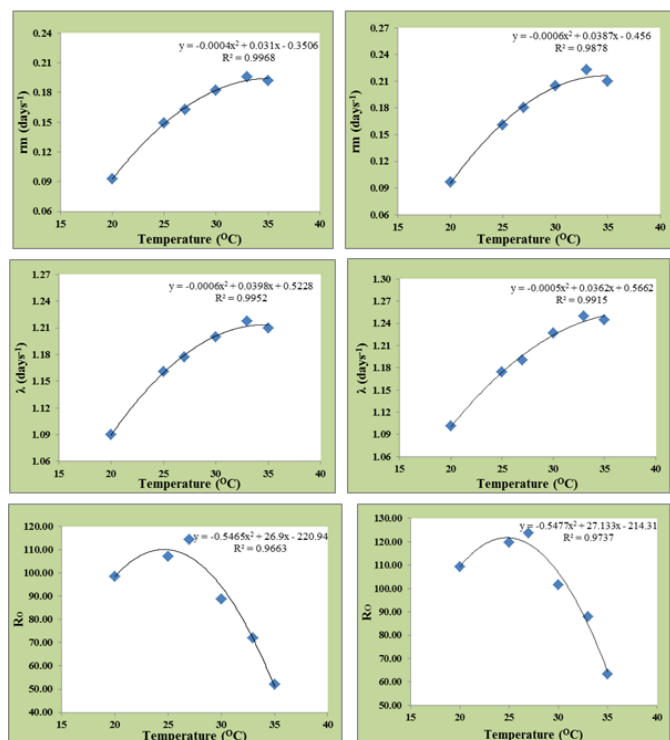 y = -0.0004x² + 0.031x - 0.3506
R² = 0.9968
0.24
0.21
0.18
0.15
0.12
0.09
0.06
rm (days⁻¹)
15 20 25 30 35 40
Temperature (ᴼC)
y = -0.0006x² + 0.0387x - 0.456
R² = 0.9878
0.24
0.21
0.18
0.15
0.12
0.09
0.06
rm (days⁻¹)
15 20 25 30 35 40
Temperature (ᴼC)
y = -0.0006x² + 0.0398x + 0.5228
R² = 0.9952
1.27
1.24
1.21
1.18
1.15
1.12
1.09
1.06
λ (days⁻¹)
15 20 25 30 35 40
Temperature (ᴼC)
y = -0.0005x² + 0.0362x + 0.5662
R² = 0.9915
1.30
1.27
1.24
1.21
1.18
1.15
1.12
1.09
1.06
λ (days⁻¹)
15 20 25 30 35 40
Temperature (ᴼC)
y = -0.5465x² + 26.9x - 220.94
R² = 0.9663
120.00
110.00
100.00
90.00
80.00
70.00
60.00
50.00
40.00
Ro
15 20 25 30 35 40
Temperature (ᴼC)
y = -0.5477x² + 27.133x - 214.31
R² = 0.9737
130.00
120.00
110.00
100.00
90.00
80.00
70.00
60.00
50.00
Ro
15 20 25 30 35 40
Temperature (ᴼC)